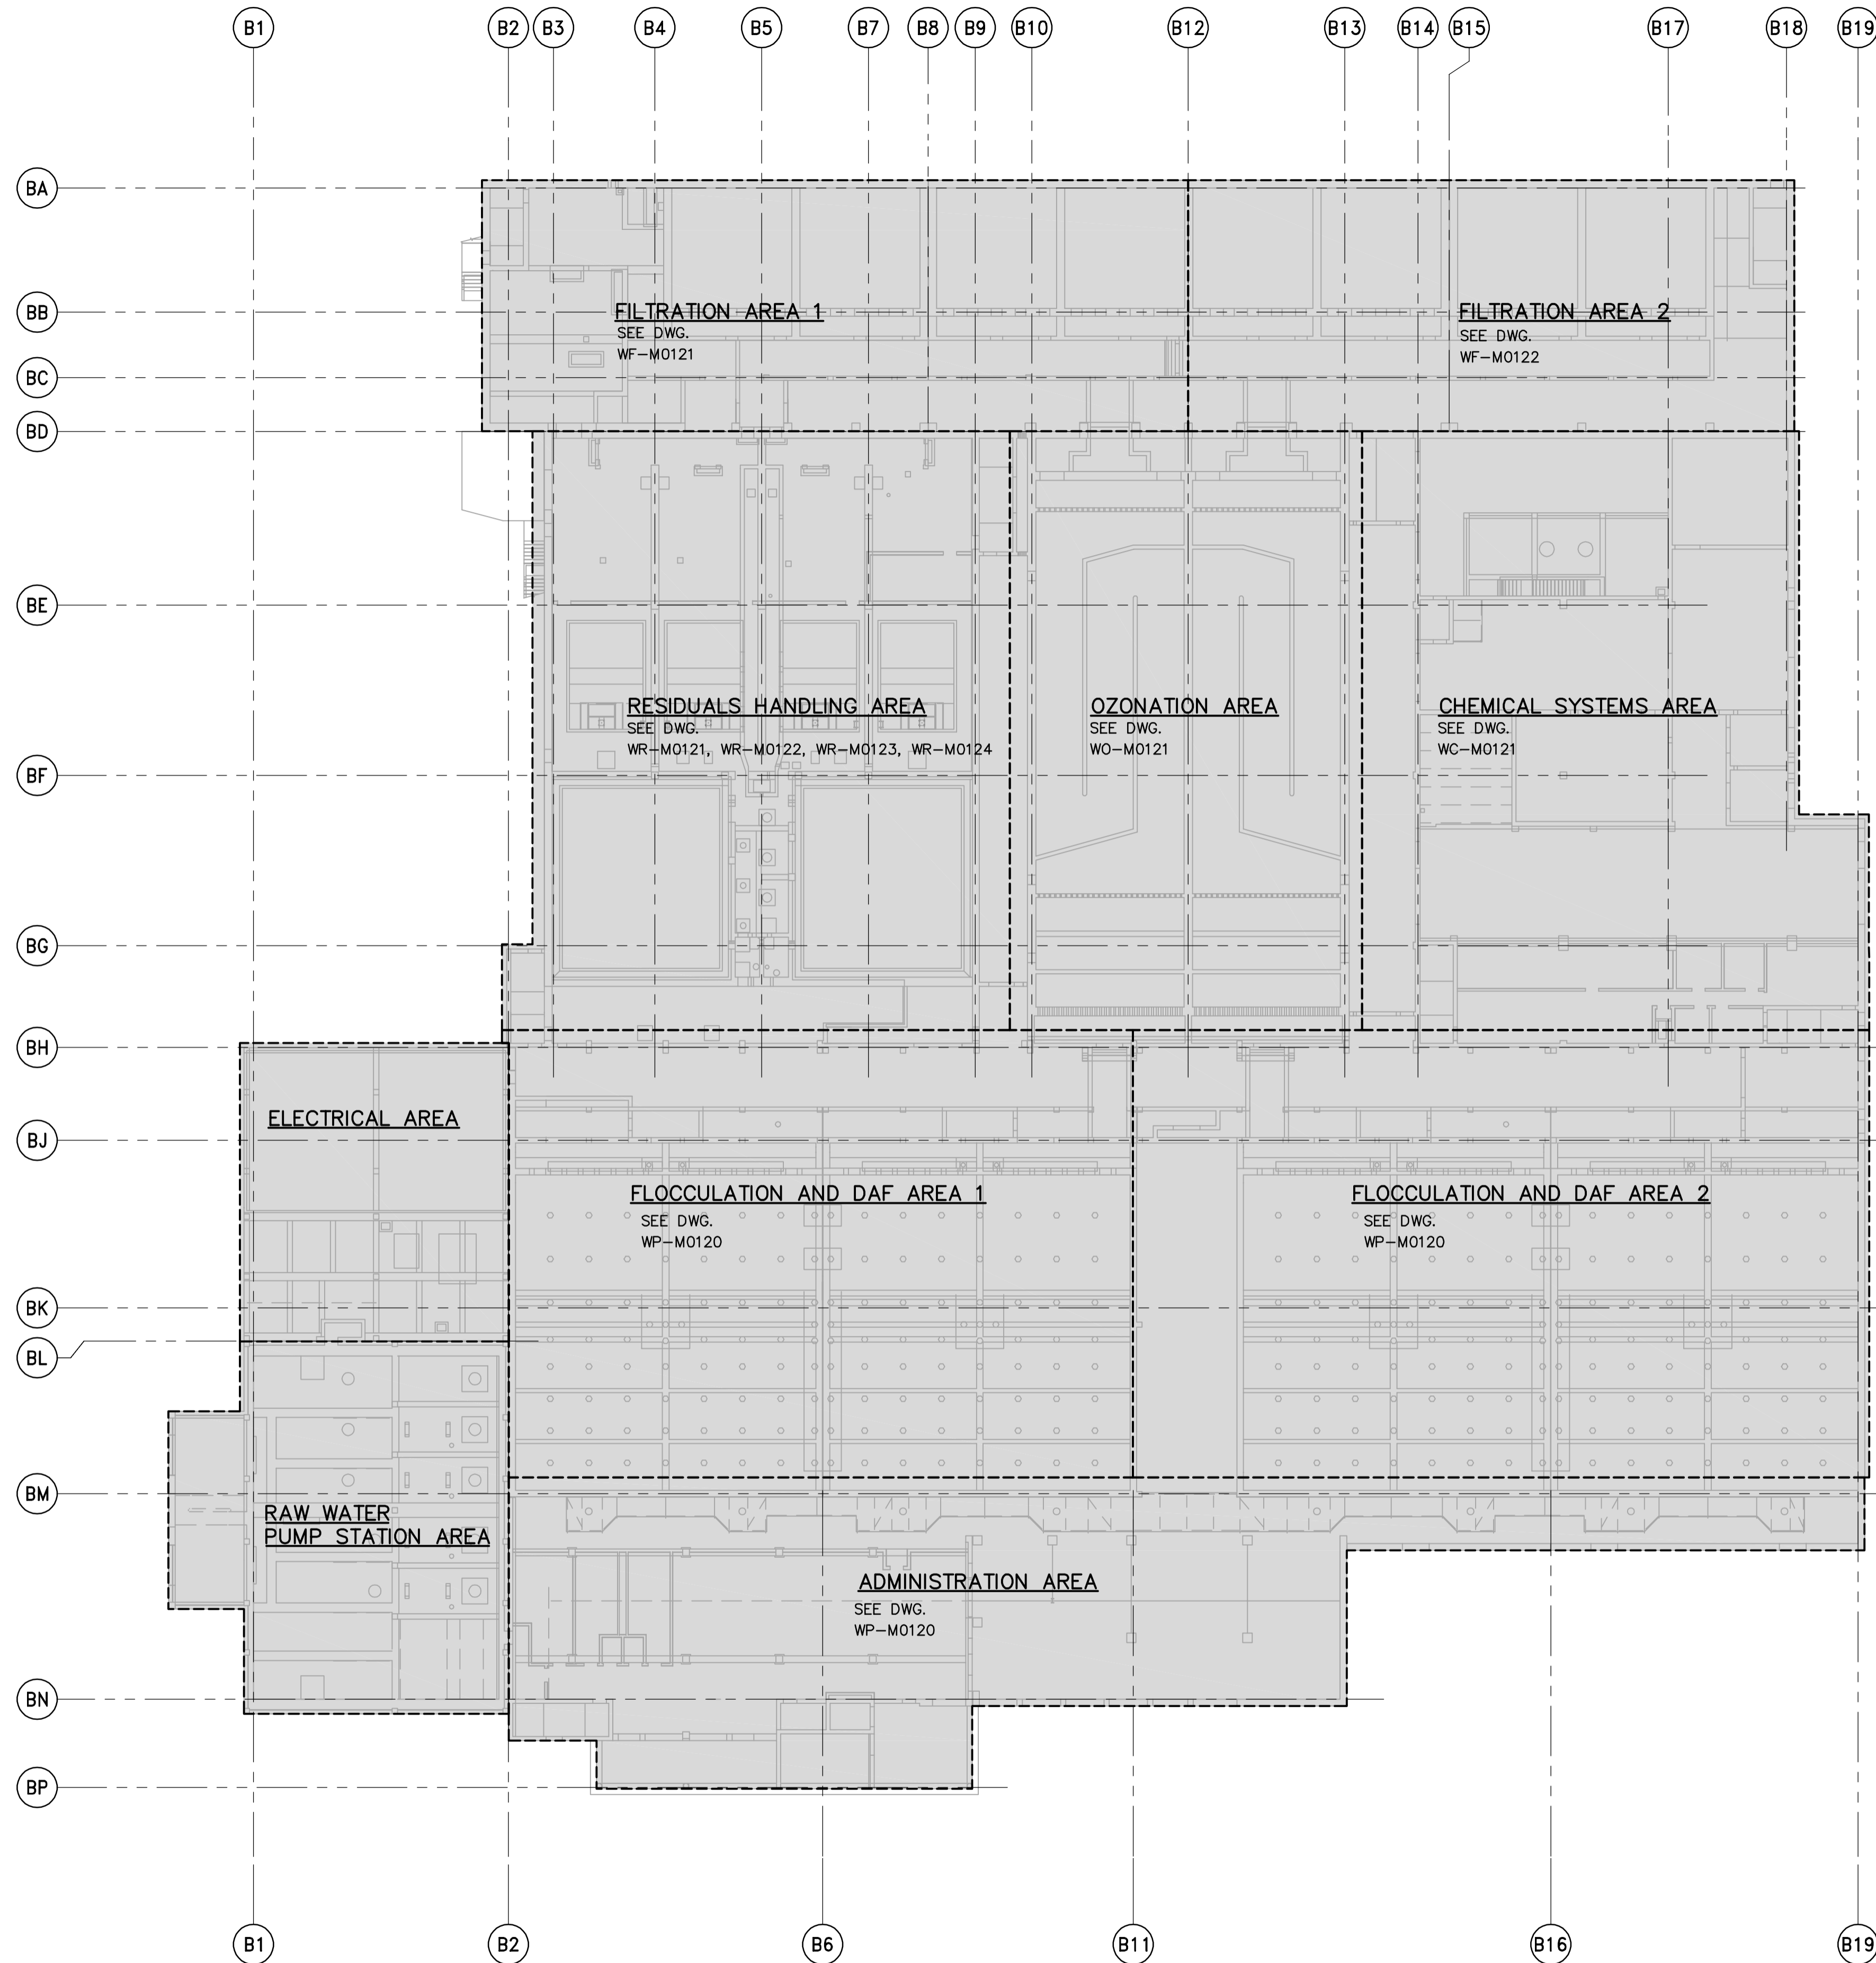 B1 B2 B3 B4 B5 B7 B8 B9 B10 B12 B13 B14 B15 B17 B18 B19
BA
BB
FILTRATION AREA 1
SEE DWG.
WF-M0121
FILTRATION AREA 2
SEE DWG.
WF-M0122
BC
BD
BE
RESIDUALS HANDLING AREA
SEE DWG.
WR-M0121, WR-M0122, WR-M0123, WR-M0124
OZONATION AREA
SEE DWG.
WO-M0121
CHEMICAL SYSTEMS AREA
SEE DWG.
WC-M0121
BF
BG
BH
ELECTRICAL AREA
BJ
FLOCCULATION AND DAF AREA 1
SEE DWG.
WP-M0120
FLOCCULATION AND DAF AREA 2
SEE DWG.
WP-M0120
BK
BL
BM
RAW WATER
PUMP STATION AREA
ADMINISTRATION AREA
SEE DWG.
WP-M0120
BN
BP
B1 B2 B6 B11 B16 B19